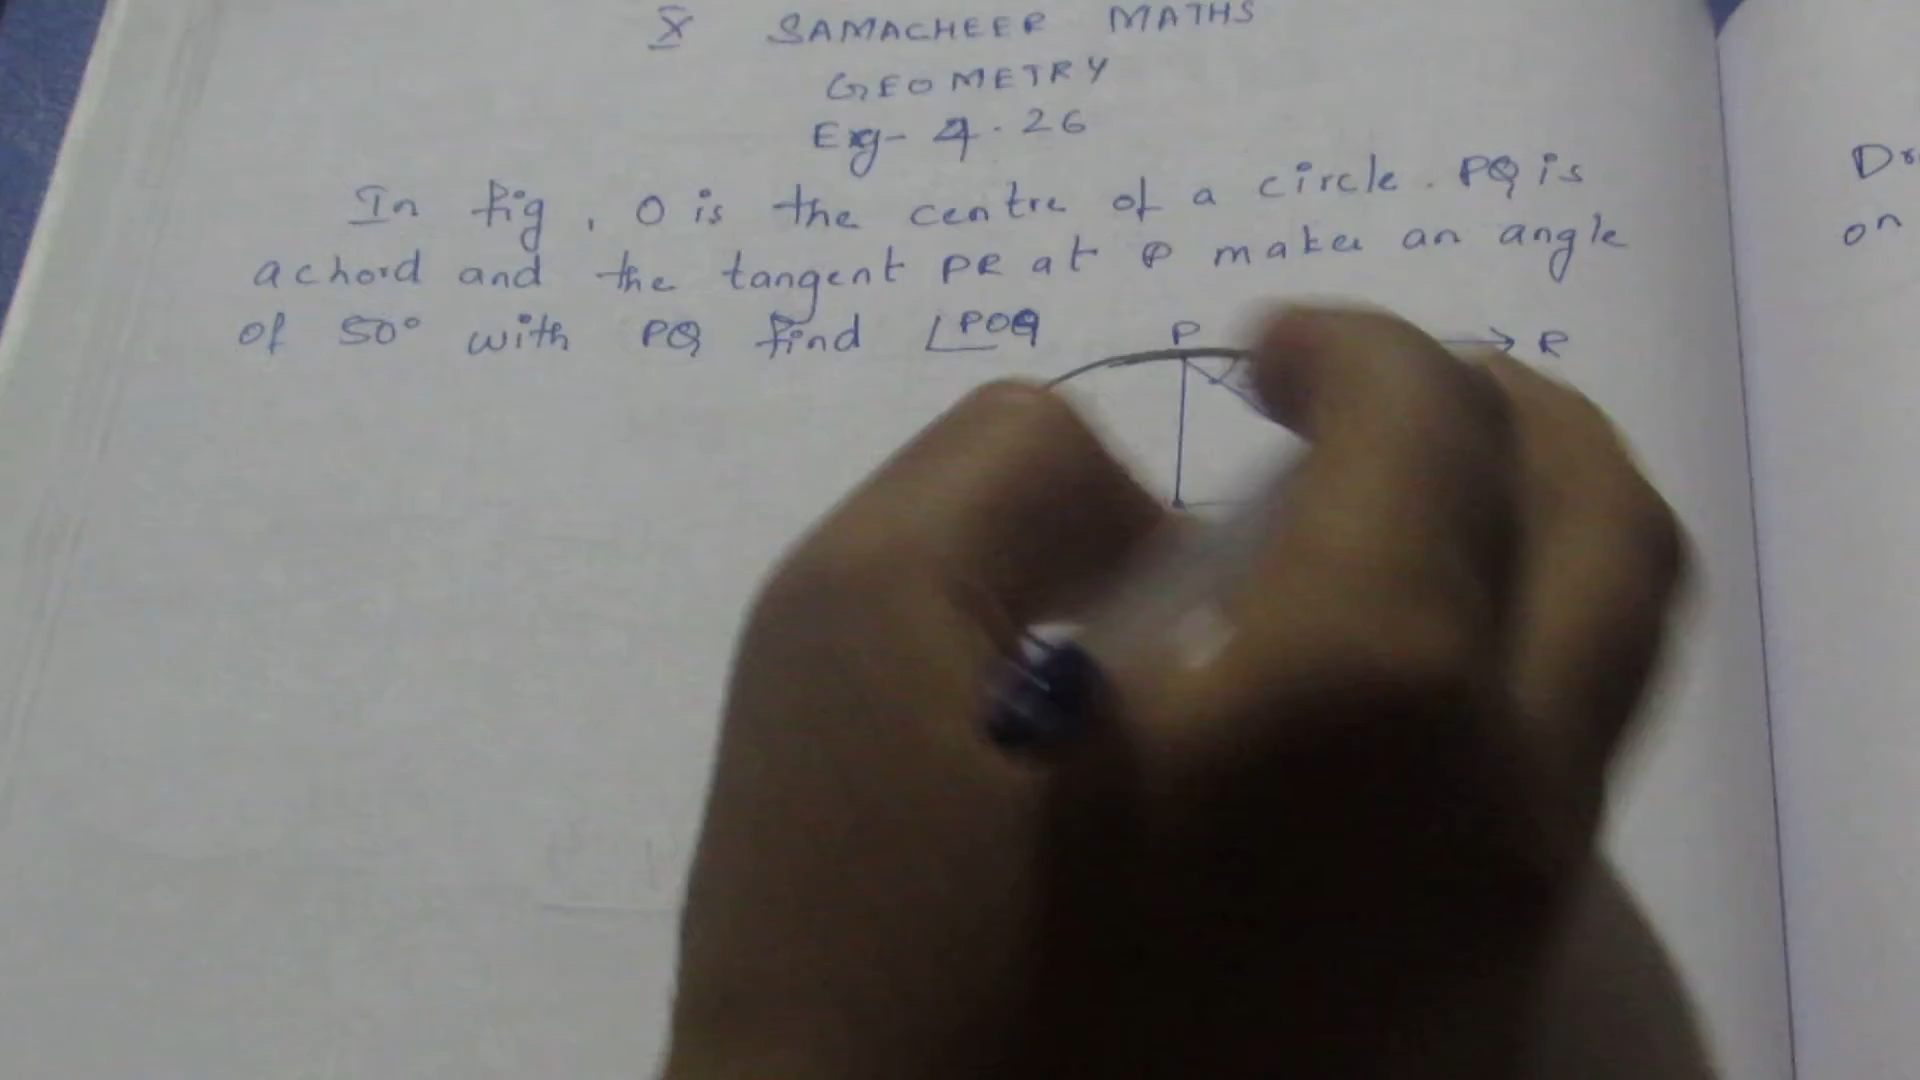 X SAMACHEER MATHS
GEOMETRY
Eg- 4.26
In fig, O is the centre of a circle. PQ is
a chord and the tangent PR at P makes an angle
of 50° with PQ find ∠POQ
P
R
on